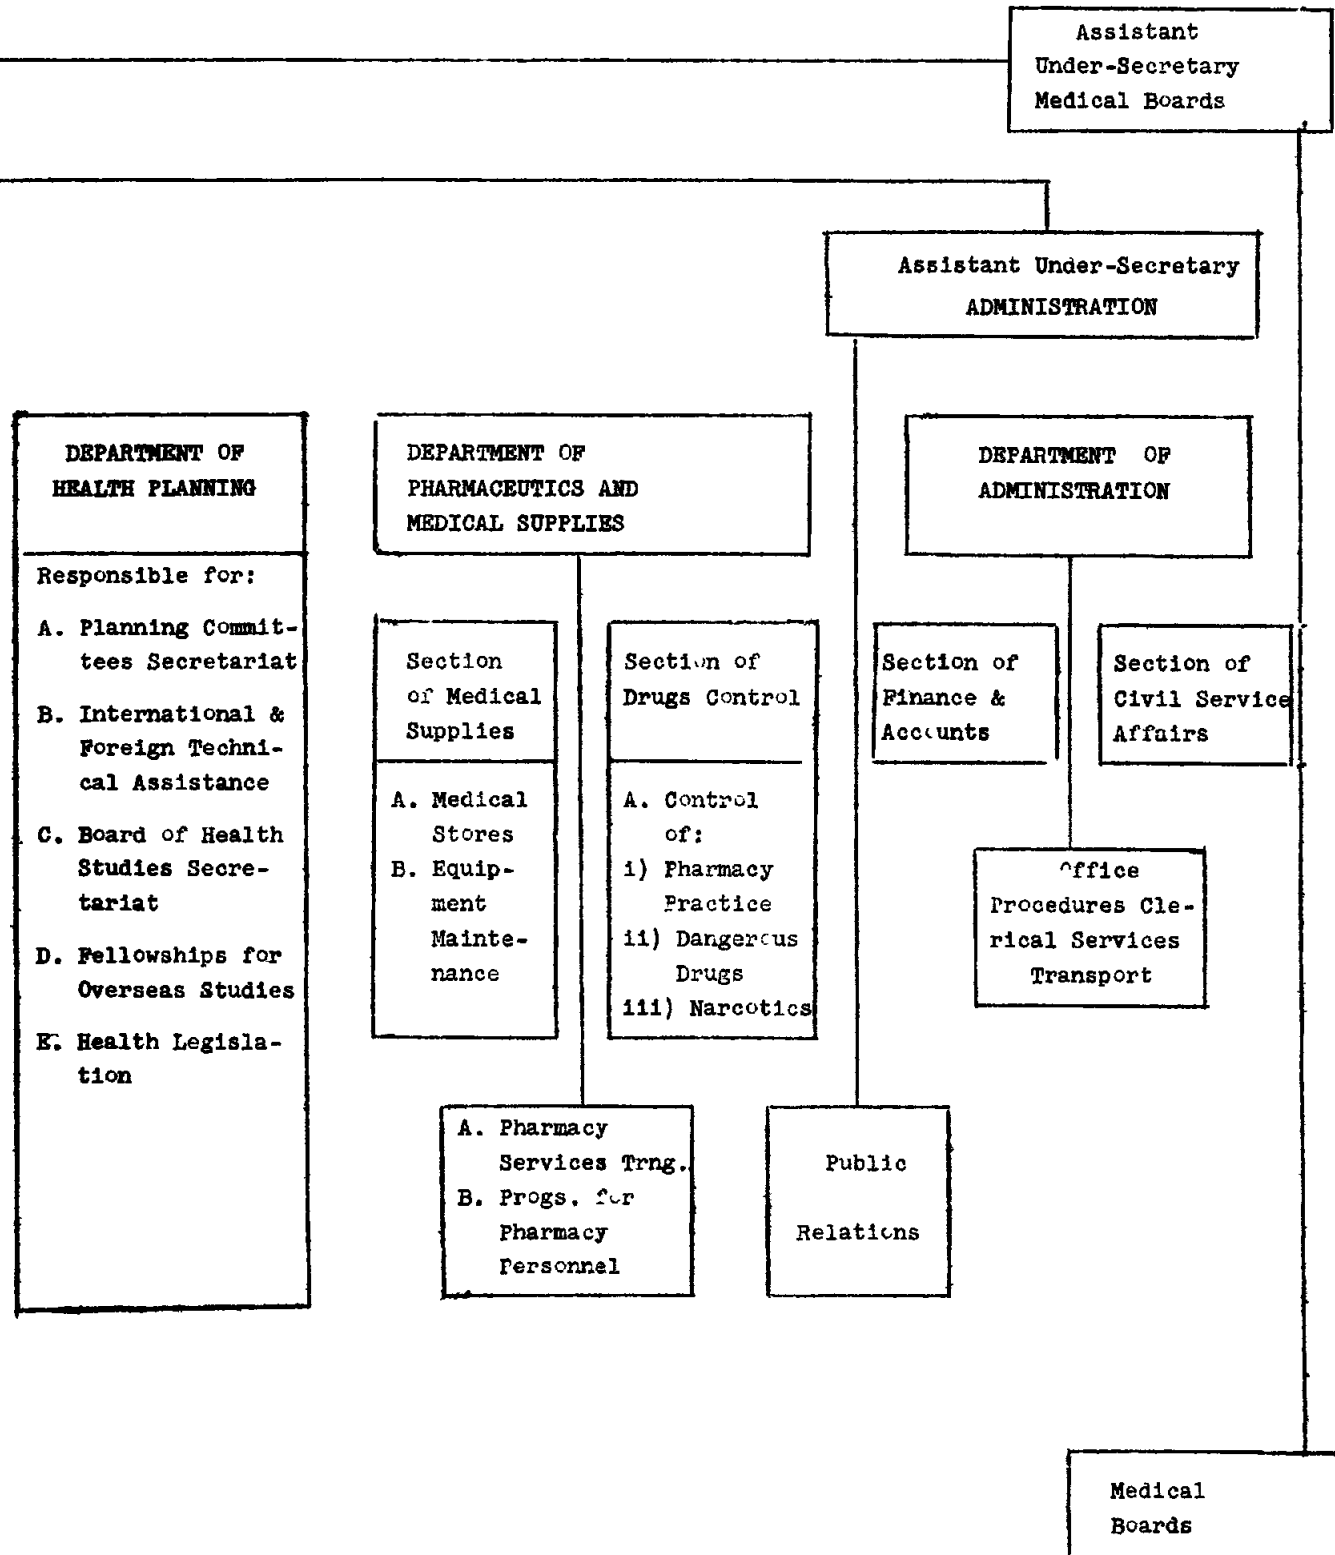 Assistant
Under-Secretary
Medical Boards
Assistant Under-Secretary
ADMINISTRATION
DEPARTMENT OF
HEALTH PLANNING
Responsible for:
A. Planning Commit-
tees Secretariat
B. International &
Foreign Techni-
cal Assistance
C. Board of Health
Studies Secre-
tariat
D. Fellowships for
Overseas Studies
E. Health Legisla-
tion
DEPARTMENT OF
PHARMACEUTICS AND
MEDICAL SUPPLIES
Section
of Medical
Supplies
A. Medical
Stores
B. Equip-
ment
Mainte-
nance
Section of
Drugs Control
A. Control
of:
i) Pharmacy
Practice
ii) Dangerous
Drugs
iii) Narcotics
A. Pharmacy
Services Trng.
B. Progs. for
Pharmacy
Personnel
DEPARTMENT OF
ADMINISTRATION
Section of
Finance &
Accounts
Section of
Civil Service
Affairs
Office
Procedures Cle-
rical Services
Transport
Public
Relations
Medical
Boards